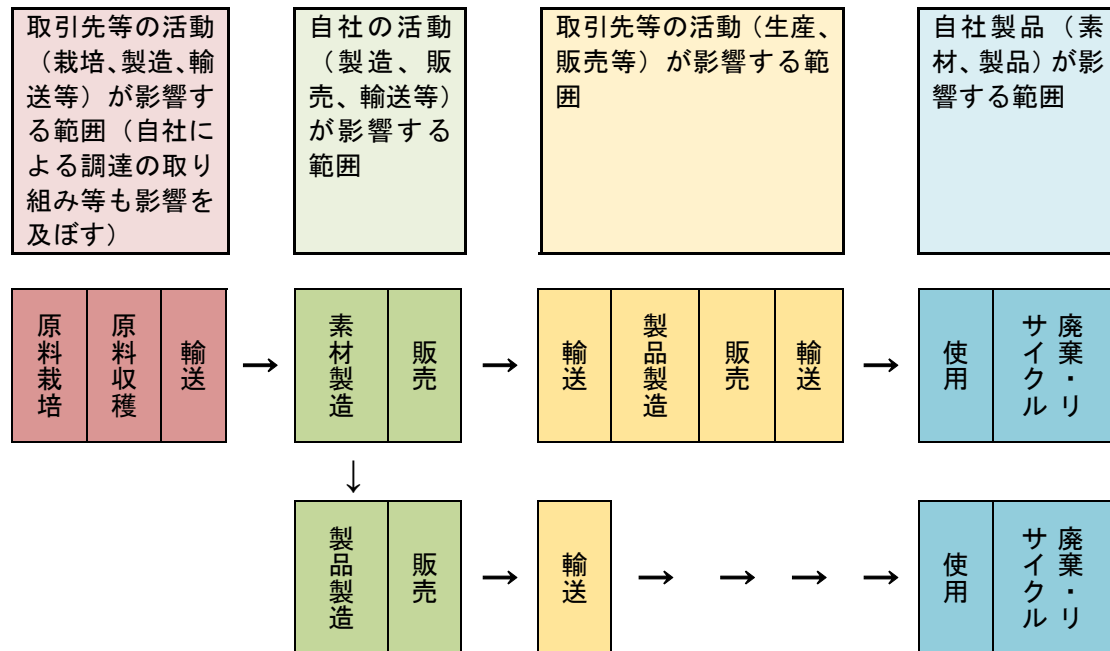 取引先等の活動
（栽培、製造、輸
送等）が影響す
る範囲（自社に
よる調達の取り
組み等も影響を
及ぼす）
自社の活動
（製造、販
売、輸送等）
が影響する
範囲
取引先等の活動（生産、
販売等）が影響する範
囲
自社製品（素
材、製品）が影
響する範囲
原料栽培
原料収穫
輸送
→
素材製造
販売
→
輸送
製品製造
販売
輸送
→
使用
廃棄・リ
サイクル
↓
製品製造
販売
→
輸送
→
→
→
→
使用
廃棄・リ
サイクル